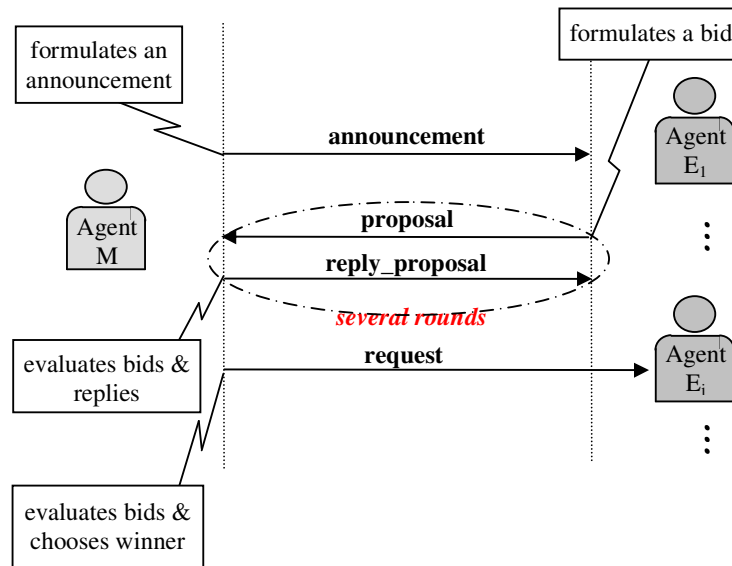 formulates an
announcement
formulates a bid
announcement
Agent
E1
proposal
Agent
M
reply_proposal
several rounds
evaluates bids &
replies
request
Agent
Ei
evaluates bids &
chooses winner